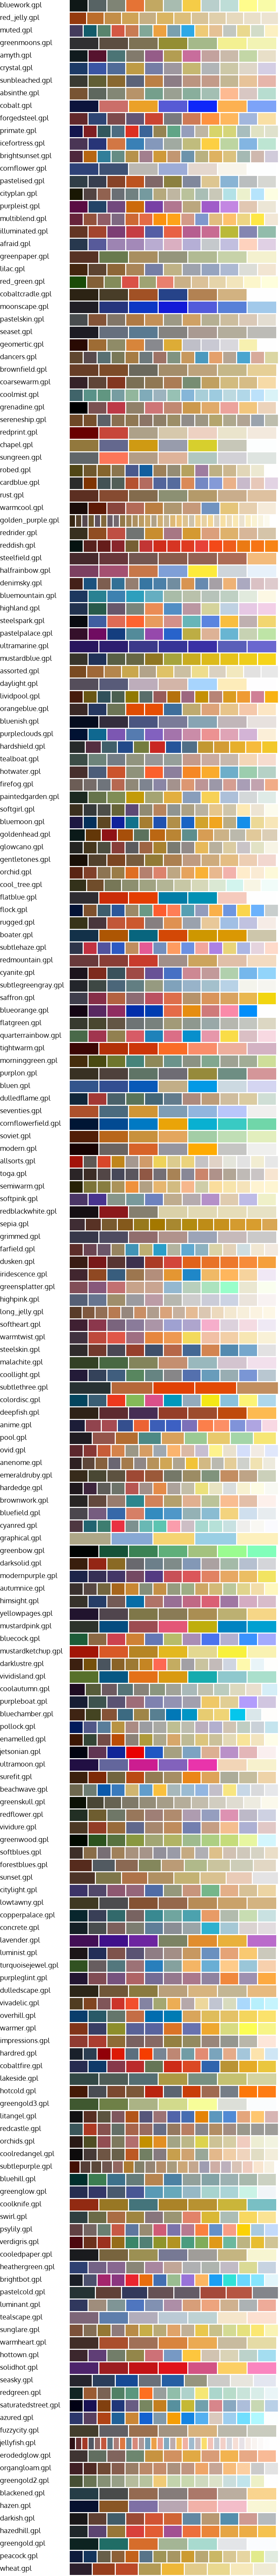 bluework.gpl
red_jelly.gpl
muted.gpl
greenmoons.gpl
amyth.gpl
crystal.gpl
sunbleached.gpl
absinthe.gpl
cobalt.gpl
forgedsteel.gpl
primate.gpl
icefortress.gpl
brightsunset.gpl
cornflower.gpl
pastelised.gpl
cityplan.gpl
purpleist.gpl
multiblend.gpl
illuminated.gpl
afraid.gpl
greenpaper.gpl
lilac.gpl
red_green.gpl
cobaltcradle.gpl
moonscape.gpl
pastelskin.gpl
seaset.gpl
geomertic.gpl
dancers.gpl
brownfield.gpl
coarsewarm.gpl
coolmist.gpl
grenadine.gpl
sereneship.gpl
redprint.gpl
chapel.gpl
sungreen.gpl
robed.gpl
cardblue.gpl
rust.gpl
warmcool.gpl
golden_purple.gpl
redrider.gpl
reddish.gpl
steelfield.gpl
halfrainbow.gpl
denimsky.gpl
bluemountain.gpl
highland.gpl
steelspark.gpl
pastelpalace.gpl
ultramarine.gpl
mustardblue.gpl
assorted.gpl
daylight.gpl
lividpool.gpl
orangeblue.gpl
bluenish.gpl
purpleclouds.gpl
hardshield.gpl
tealboat.gpl
hotwater.gpl
firefog.gpl
paintedgarden.gpl
softgirl.gpl
bluemoon.gpl
goldenhead.gpl
glowcano.gpl
gentletones.gpl
orchid.gpl
cool_tree.gpl
flatblue.gpl
flock.gpl
rugged.gpl
boater.gpl
subtlehaze.gpl
redmountain.gpl
cyanite.gpl
subtlegreengray.gpl
saffron.gpl
blueorange.gpl
flatgreen.gpl
quarterrainbow.gpl
tightwarm.gpl
morninggreen.gpl
purplon.gpl
bluen.gpl
dulledflame.gpl
seventies.gpl
cornflowerfield.gpl
soviet.gpl
modern.gpl
allsorts.gpl
toga.gpl
semiwarm.gpl
softpink.gpl
redblackwhite.gpl
sepia.gpl
grimmed.gpl
farfield.gpl
dusken.gpl
iridescence.gpl
greensplatter.gpl
highpink.gpl
long_jelly.gpl
softheart.gpl
warmtwist.gpl
steelskin.gpl
malachite.gpl
coollight.gpl
subtlethree.gpl
colordisc.gpl
deepfish.gpl
anime.gpl
pool.gpl
ovid.gpl
anenome.gpl
emeraldruby.gpl
hardedge.gpl
brownwork.gpl
bluefield.gpl
cyanred.gpl
graphical.gpl
greenbow.gpl
darksolid.gpl
modernpurple.gpl
autumnice.gpl
himsight.gpl
yellowpages.gpl
mustardpink.gpl
bluecock.gpl
mustardketchup.gpl
darklustre.gpl
vividisland.gpl
coolautumn.gpl
purpleboat.gpl
bluechamber.gpl
pollock.gpl
enamelled.gpl
jetsonian.gpl
ultramoon.gpl
surefit.gpl
beachwave.gpl
greenskull.gpl
redflower.gpl
vividure.gpl
greenwood.gpl
softblues.gpl
forestblues.gpl
sunset.gpl
citylight.gpl
lowtawny.gpl
copperpalace.gpl
concrete.gpl
lavender.gpl
luminist.gpl
turquoisejewel.gpl
purpleglint.gpl
dulledscape.gpl
vivadelic.gpl
overhill.gpl
warmer.gpl
impressions.gpl
hardred.gpl
cobaltfire.gpl
lakeside.gpl
hotcold.gpl
greengold3.gpl
litangel.gpl
redcastle.gpl
orchids.gpl
coolredangel.gpl
subtlepurple.gpl
bluehill.gpl
greenglow.gpl
coolknife.gpl
swirl.gpl
psylily.gpl
verdigris.gpl
cooledpaper.gpl
heathergreen.gpl
brightbot.gpl
pastelcold.gpl
luminant.gpl
tealscape.gpl
sunglare.gpl
warmheart.gpl
hottown.gpl
solidhot.gpl
seasky.gpl
redgreen.gpl
saturatedstreet.gpl
azured.gpl
fuzzycity.gpl
jellyfish.gpl
erodedglow.gpl
organgloam.gpl
greengold2.gpl
blackened.gpl
hazen.gpl
darkish.gpl
hazedhill.gpl
greengold.gpl
peacock.gpl
wheat.gpl